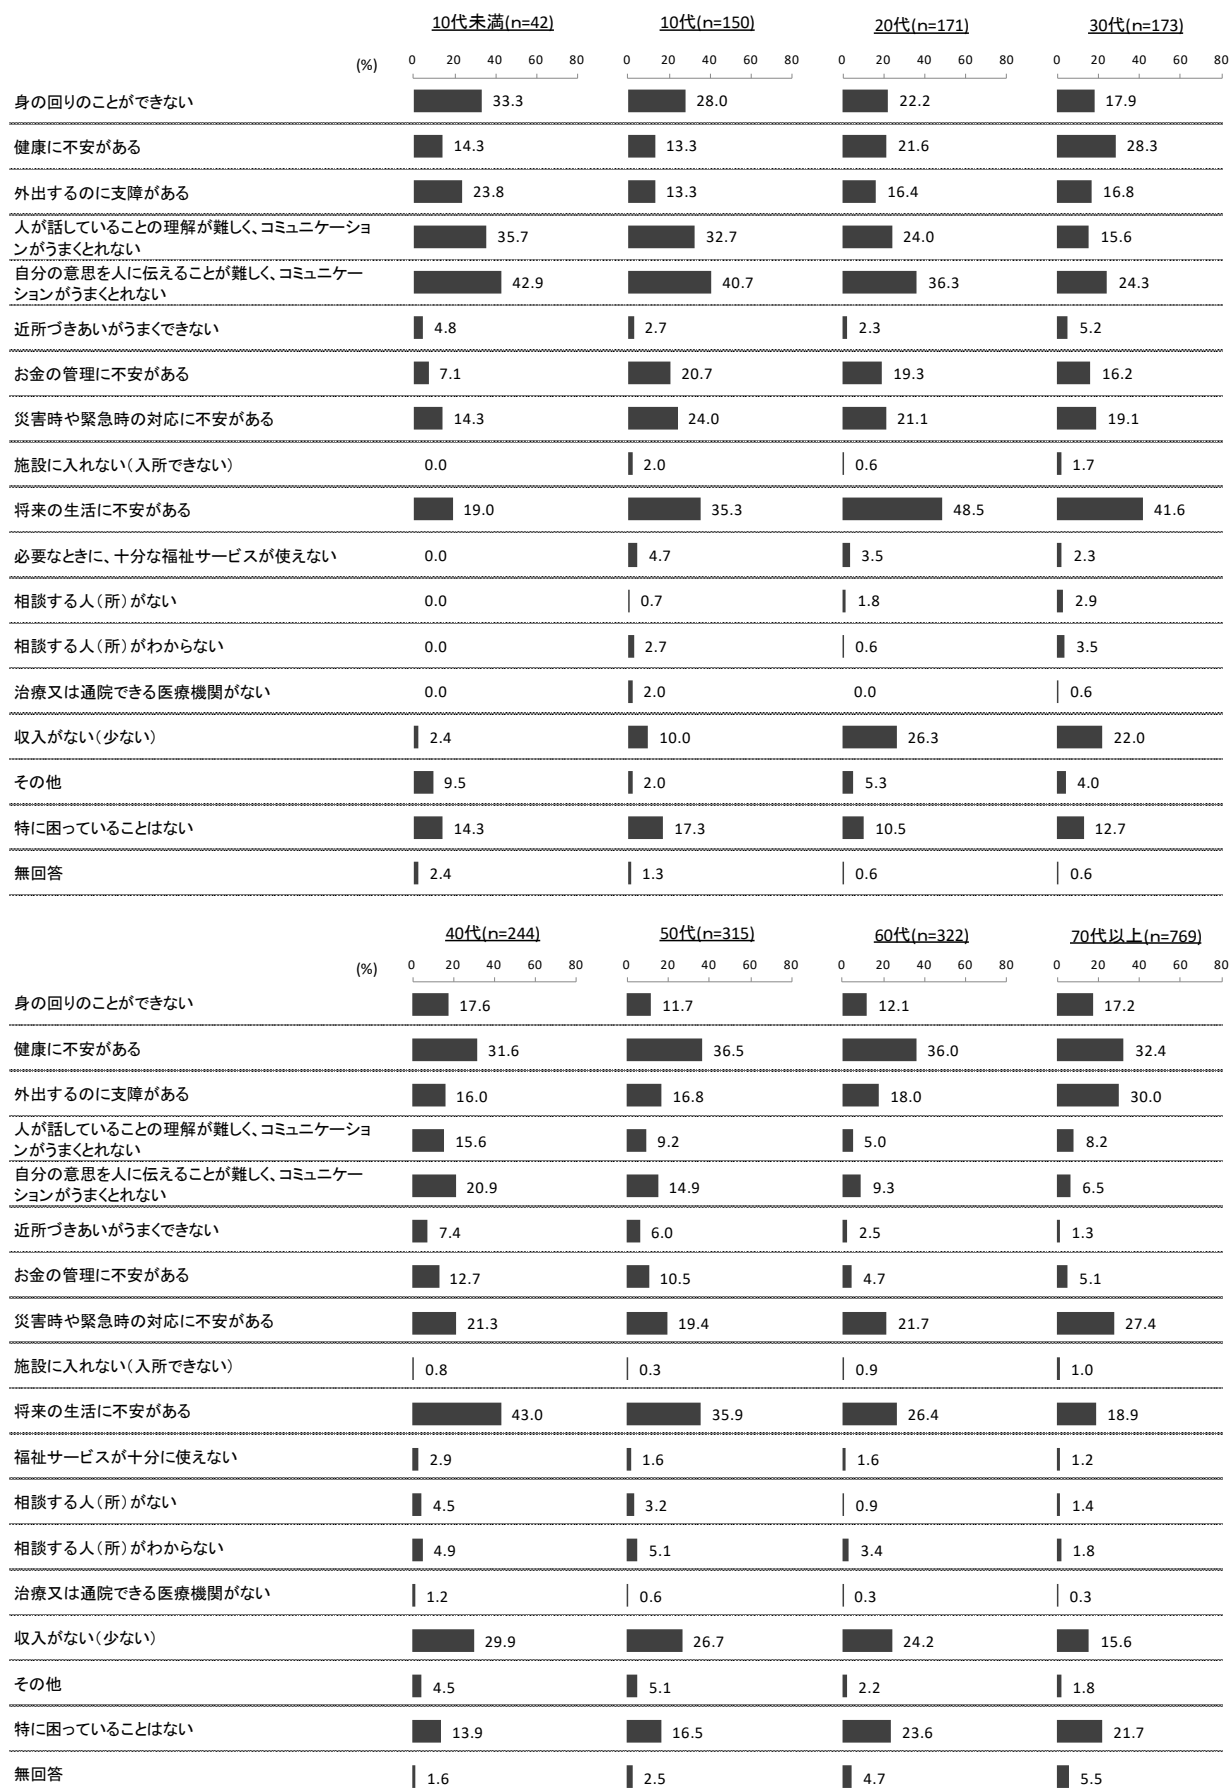 10代未満(n=42) 10代(n=150) 20代(n=171) 30代(n=173)
(%) 0 20 40 60 80 0 20 40 60 80 0 20 40 60 80 0 20 40 60 80
身の回りのことができない 33.3 28.0 22.2 17.9
健康に不安がある 14.3 13.3 21.6 28.3
外出するのに支障がある 23.8 13.3 16.4 16.8
人が話していることの理解が難しく、コミュニケーショ
ンがうまくとれない 35.7 32.7 24.0 15.6
自分の意思を人に伝えることが難しく、コミュニケー
ションがうまくとれない 42.9 40.7 36.3 24.3
近所づきあいがうまくできない 4.8 2.7 2.3 5.2
お金の管理に不安がある 7.1 20.7 19.3 16.2
災害時や緊急時の対応に不安がある 14.3 24.0 21.1 19.1
施設に入れない(入所できない) 0.0 2.0 0.6 1.7
将来の生活に不安がある 19.0 35.3 48.5 41.6
必要なときに、十分な福祉サービスが使えない 0.0 4.7 3.5 2.3
相談する人(所)がない 0.0 0.7 1.8 2.9
相談する人(所)がわからない 0.0 2.7 0.6 3.5
治療又は通院できる医療機関がない 0.0 2.0 0.0 0.6
収入がない(少ない) 2.4 10.0 26.3 22.0
その他 9.5 2.0 5.3 4.0
特に困っていることはない 14.3 17.3 10.5 12.7
無回答 2.4 1.3 0.6 0.6
40代(n=244) 50代(n=315) 60代(n=322) 70代以上(n=769)
(%) 0 20 40 60 80 0 20 40 60 80 0 20 40 60 80 0 20 40 60 80
身の回りのことができない 17.6 11.7 12.1 17.2
健康に不安がある 31.6 36.5 36.0 32.4
外出するのに支障がある 16.0 16.8 18.0 30.0
人が話していることの理解が難しく、コミュニケーショ
ンがうまくとれない 15.6 9.2 5.0 8.2
自分の意思を人に伝えることが難しく、コミュニケー
ションがうまくとれない 20.9 14.9 9.3 6.5
近所づきあいがうまくできない 7.4 6.0 2.5 1.3
お金の管理に不安がある 12.7 10.5 4.7 5.1
災害時や緊急時の対応に不安がある 21.3 19.4 21.7 27.4
施設に入れない(入所できない) 0.8 0.3 0.9 1.0
将来の生活に不安がある 43.0 35.9 26.4 18.9
福祉サービスが十分に使えない 2.9 1.6 1.6 1.2
相談する人(所)がない 4.5 3.2 0.9 1.4
相談する人(所)がわからない 4.9 5.1 3.4 1.8
治療又は通院できる医療機関がない 1.2 0.6 0.3 0.3
収入がない(少ない) 29.9 26.7 24.2 15.6
その他 4.5 5.1 2.2 1.8
特に困っていることはない 13.9 16.5 23.6 21.7
無回答 1.6 2.5 4.7 5.5